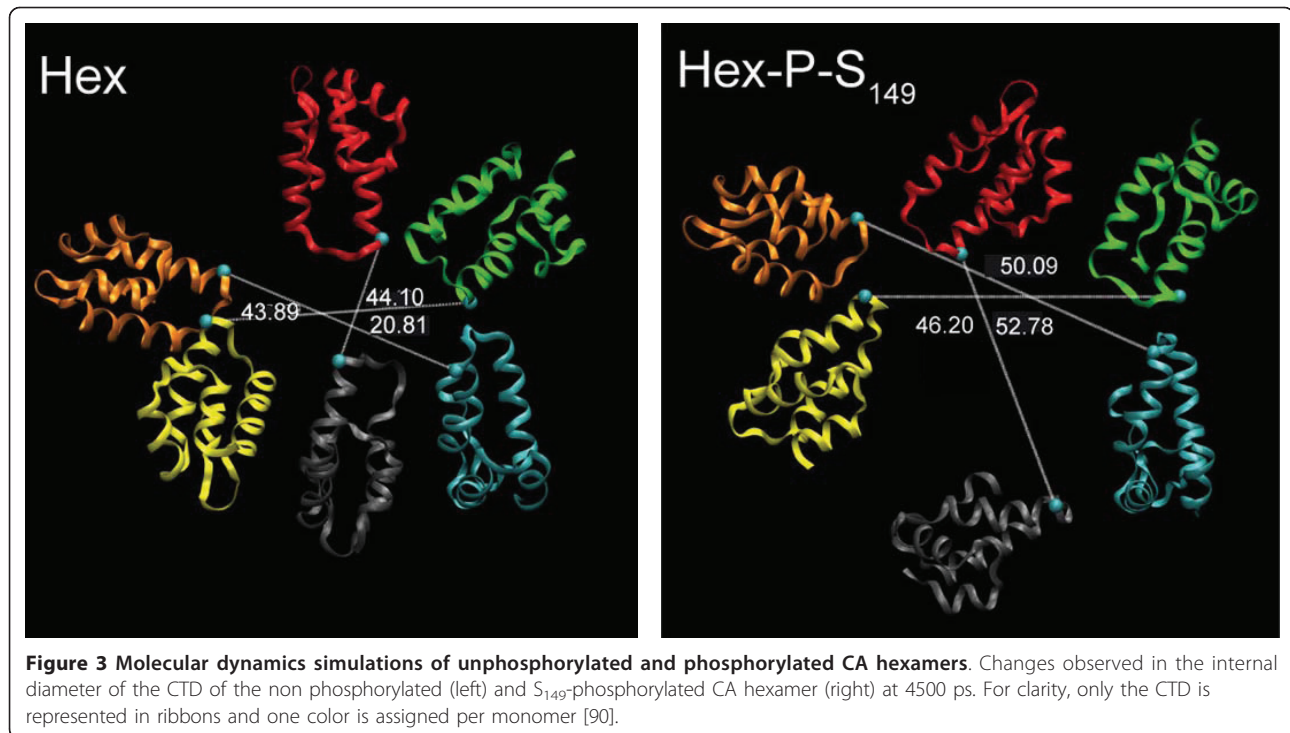 Hex
44.10
43.89
20.81
Hex-P-S₁₄₉
50.09
46.20 52.78
Figure 3 Molecular dynamics simulations of unphosphorylated and phosphorylated CA hexamers. Changes observed in the internal
diameter of the CTD of the non phosphorylated (left) and S₁₄₉-phosphorylated CA hexamer (right) at 4500 ps. For clarity, only the CTD is
represented in ribbons and one color is assigned per monomer [90].